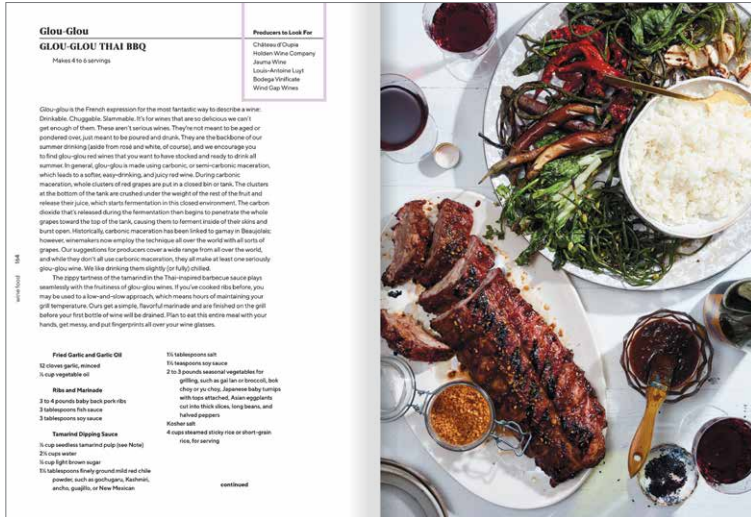 Glou-Glou
GLOU-GLOU THAI BBQ
Makes 4 to 6 servings
Producers to Look For
Château d'Oupia
Holden Wine Company
Jauma Wine
Louis-Antoine Luyt
Bodega Vinificate
Wind Gap Wines
Glou-glou is the French expression for the most fantastic way to describe a wine:
Drinkable. Chuggable. Slammable. It's for wines that are so delicious we can't
get enough of them. These aren't serious wines. They're not meant to be aged or
pondered over, just meant to be poured and drunk. They are the backbone of our
summer drinking (aside from rosé and white, of course), and we encourage you
to find glou-glou red wines that you want to have stocked and ready to drink all
summer. In general, glou-glou is made using carbonic, or semi-carbonic maceration,
which leads to a softer, easy-drinking, and juicy red wine. During carbonic
maceration, whole clusters of red grapes are put in a closed bin or tank. The clusters
at the bottom of the tank are crushed under the weight of the rest of the fruit and
release their juice, which starts fermentation in this closed environment. The carbon
dioxide that's released during the fermentation then begins to penetrate the whole
grapes toward the top of the tank, causing them to ferment inside of their skins and
burst open. Historically, carbonic maceration has been linked to gamay in Beaujolais;
however, winemakers now employ the technique all over the world with all sorts of
grapes. Our suggestions for producers cover a wide range from all over the world,
and while they don't all use carbonic maceration, they all make at least one seriously
glou-glou wine. We like drinking them slightly (or fully) chilled.
The zippy tartness of the tamarind in the Thai-inspired barbecue sauce plays
seamlessly with the fruitiness of glou-glou wines. If you've cooked ribs before, you
may be used to a low-and-slow approach, which means hours of maintaining your
grill temperature. Ours get a simple, flavorful marinade and are finished on the grill
before your first bottle of wine will be drained. Plan to eat this entire meal with your
hands, get messy, and put fingerprints all over your wine glasses.
wine food 164
Fried Garlic and Garlic Oil
12 cloves garlic, minced
cup vegetable oil
Ribs and Marinade
3 to 4 pounds baby back pork ribs
3 tablespoons fish sauce
3 tablespoons soy sauce
Tamarind Dipping Sauce
cup seedless tamarind pulp (see Note)
cups water
cup light brown sugar
tablespoons finely ground mild red chile
powder, such as gochugaru, Kashmiri,
ancho, guajillo, or New Mexican
tablespoons salt
teaspoons soy sauce
2 to 3 pounds seasonal vegetables for
grilling, such as gai lan or broccoli, bok
choy or yu choy, Japanese baby turnips
with tops attached, Asian eggplants
cut into thick slices, long beans, and
halved peppers
Kosher salt
4 cups steamed sticky rice or short-grain
rice, for serving
continued